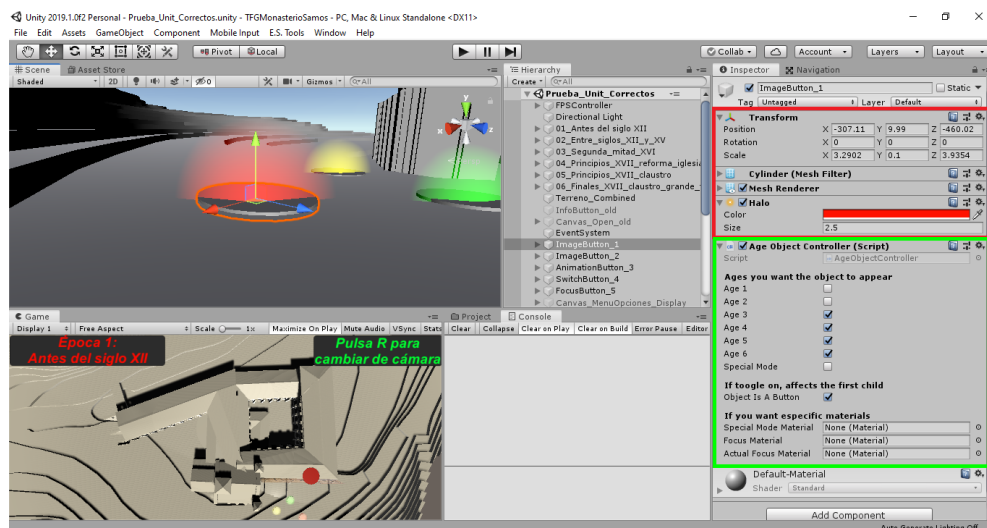 Unity 2019.1.0f2 Personal - Prueba_Unit_Correctos.unity - TFGMonasterioSamos - PC, Mac & Linux Standalone <DX11>
File Edit Assets GameObject Component Mobile Input E.S. Tools Window Help
Pivot Local
Collab Account Layers Layout
Scene Asset Store
Shaded 2D 0 Gizmos All
Hierarchy
Create All
Prueba_Unit_Correctos
FPSController
Directional Light
01_Antes del siglo XII
02_Entre_siglos_XII_y_XV
03_Segunda_mitad_XVI
04_Principios_XVII_reforma_iglesia
05_Principios_XVII_claustro
06_Finales_XVII_claustro_grande_
Terreno_Combined
InfoButton_old
Canvas_Open_old
EventSystem
ImageButton_1
ImageButton_2
AnimationButton_3
SwitchButton_4
FocusButton_5
Canvas_MenuOpciones_Display
y
x
z
Game
Display 1 Free Aspect Scale 1x Maximize On Play Mute Audio VSync Stats
Época 1:
Antes del siglo XII
Pulsa R para
cambiar de cámara
Project Console
Clear Collapse Clear on Play Clear on Build Error Pause Editor
Inspector Navigation
ImageButton_1 Static
Tag Untagged Layer Default
Transform
Position X -307.11 Y 9.99 Z -460.02
Rotation X 0 Y 0 Z 0
Scale X 3.2902 Y 0.1 Z 3.9354
Cylinder (Mesh Filter)
Mesh Renderer
Halo
Color
Size 2.5
Age Object Controller (Script)
Script AgeObjectController
Ages you want the object to appear
Age 1
Age 2
Age 3
Age 4
Age 5
Age 6
Special Mode
If toogle on, affects the first child
Object Is A Button
If you want especific materials
Special Mode Material None (Material)
Focus Material None (Material)
Actual Focus Material None (Material)
Default-Material
Shader Standard
Add Component
Auto Generate Lighting Off